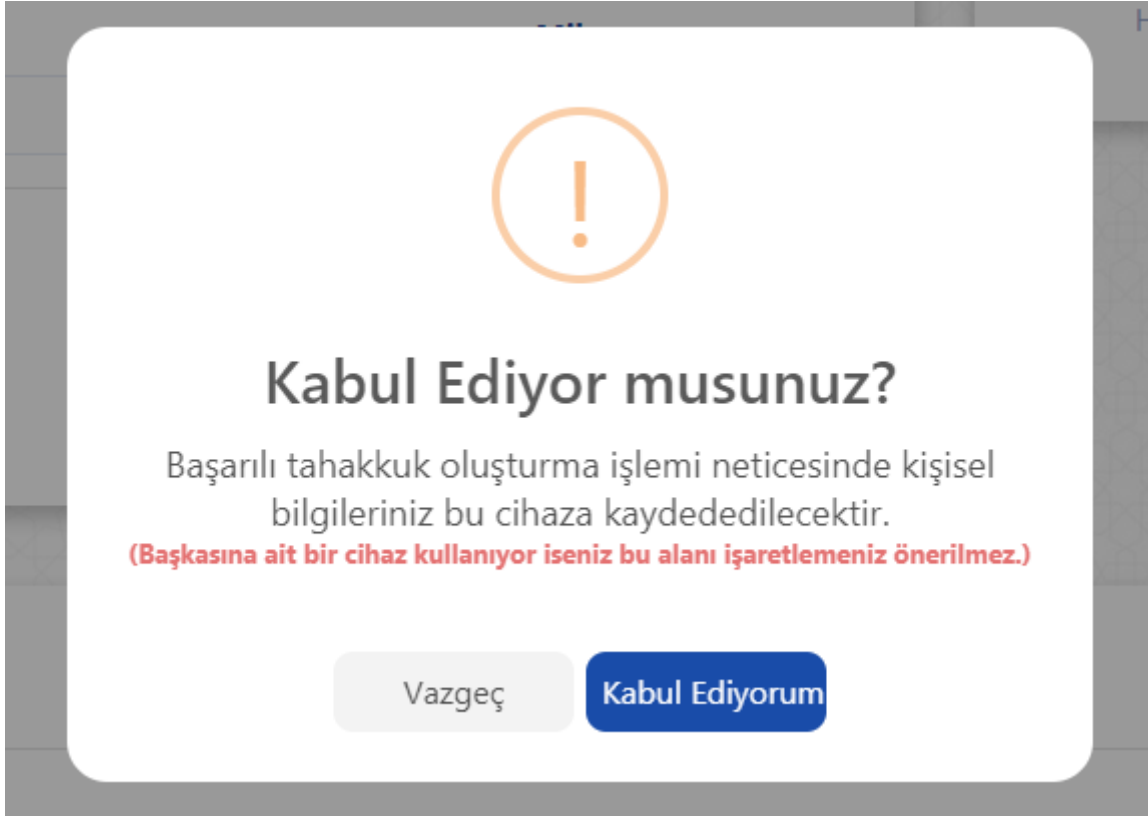 Kabul Ediyor musunuz?
Başarılı tahakkuk oluşturma işlemi neticesinde kişisel
bilgileriniz bu cihaza kaydededilecektir.
(Başkasına ait bir cihaz kullanıyor iseniz bu alanı işaretlemeniz önerilmez.)
Vazgeç
Kabul Ediyorum